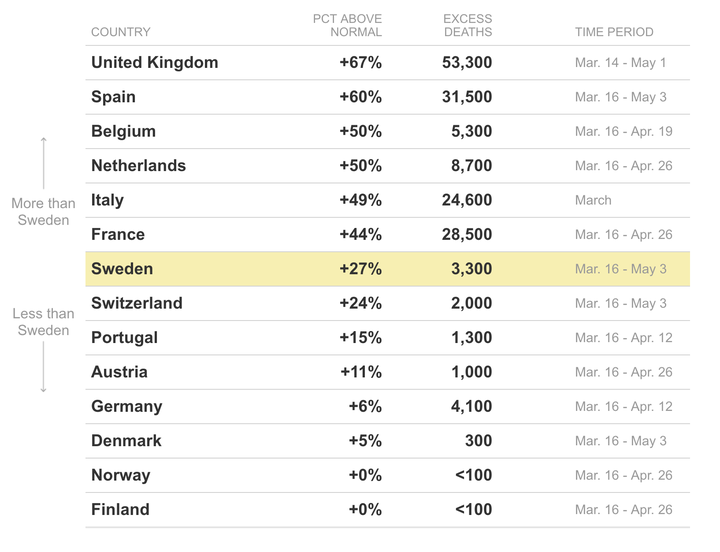 COUNTRY PCT ABOVE NORMAL EXCESS DEATHS TIME PERIOD
United Kingdom +67% 53,300 Mar. 14 - May 1
Spain +60% 31,500 Mar. 16 - May 3
Belgium +50% 5,300 Mar. 16 - Apr. 19
Netherlands +50% 8,700 Mar. 16 - Apr. 26
More than
Sweden
Italy +49% 24,600 March
France +44% 28,500 Mar. 16 - Apr. 26
Sweden +27% 3,300 Mar. 16 - May 3
Less than
Sweden
Switzerland +24% 2,000 Mar. 16 - May 3
Portugal +15% 1,300 Mar. 16 - Apr. 12
Austria +11% 1,000 Mar. 16 - Apr. 26
Germany +6% 4,100 Mar. 16 - Apr. 12
Denmark +5% 300 Mar. 16 - May 3
Norway +0% <100 Mar. 16 - Apr. 26
Finland +0% <100 Mar. 16 - Apr. 26